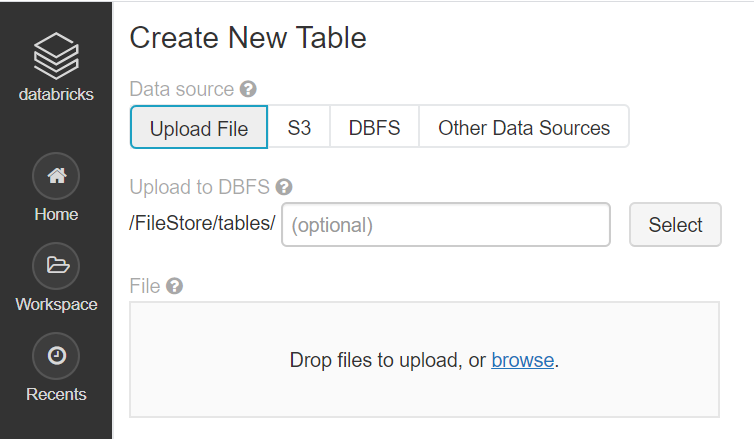 databricks
Home
Workspace
Recents
Create New Table
Data source ?
Upload File S3 DBFS Other Data Sources
Upload to DBFS ?
/FileStore/tables/ (optional) Select
File ?
Drop files to upload, or browse.